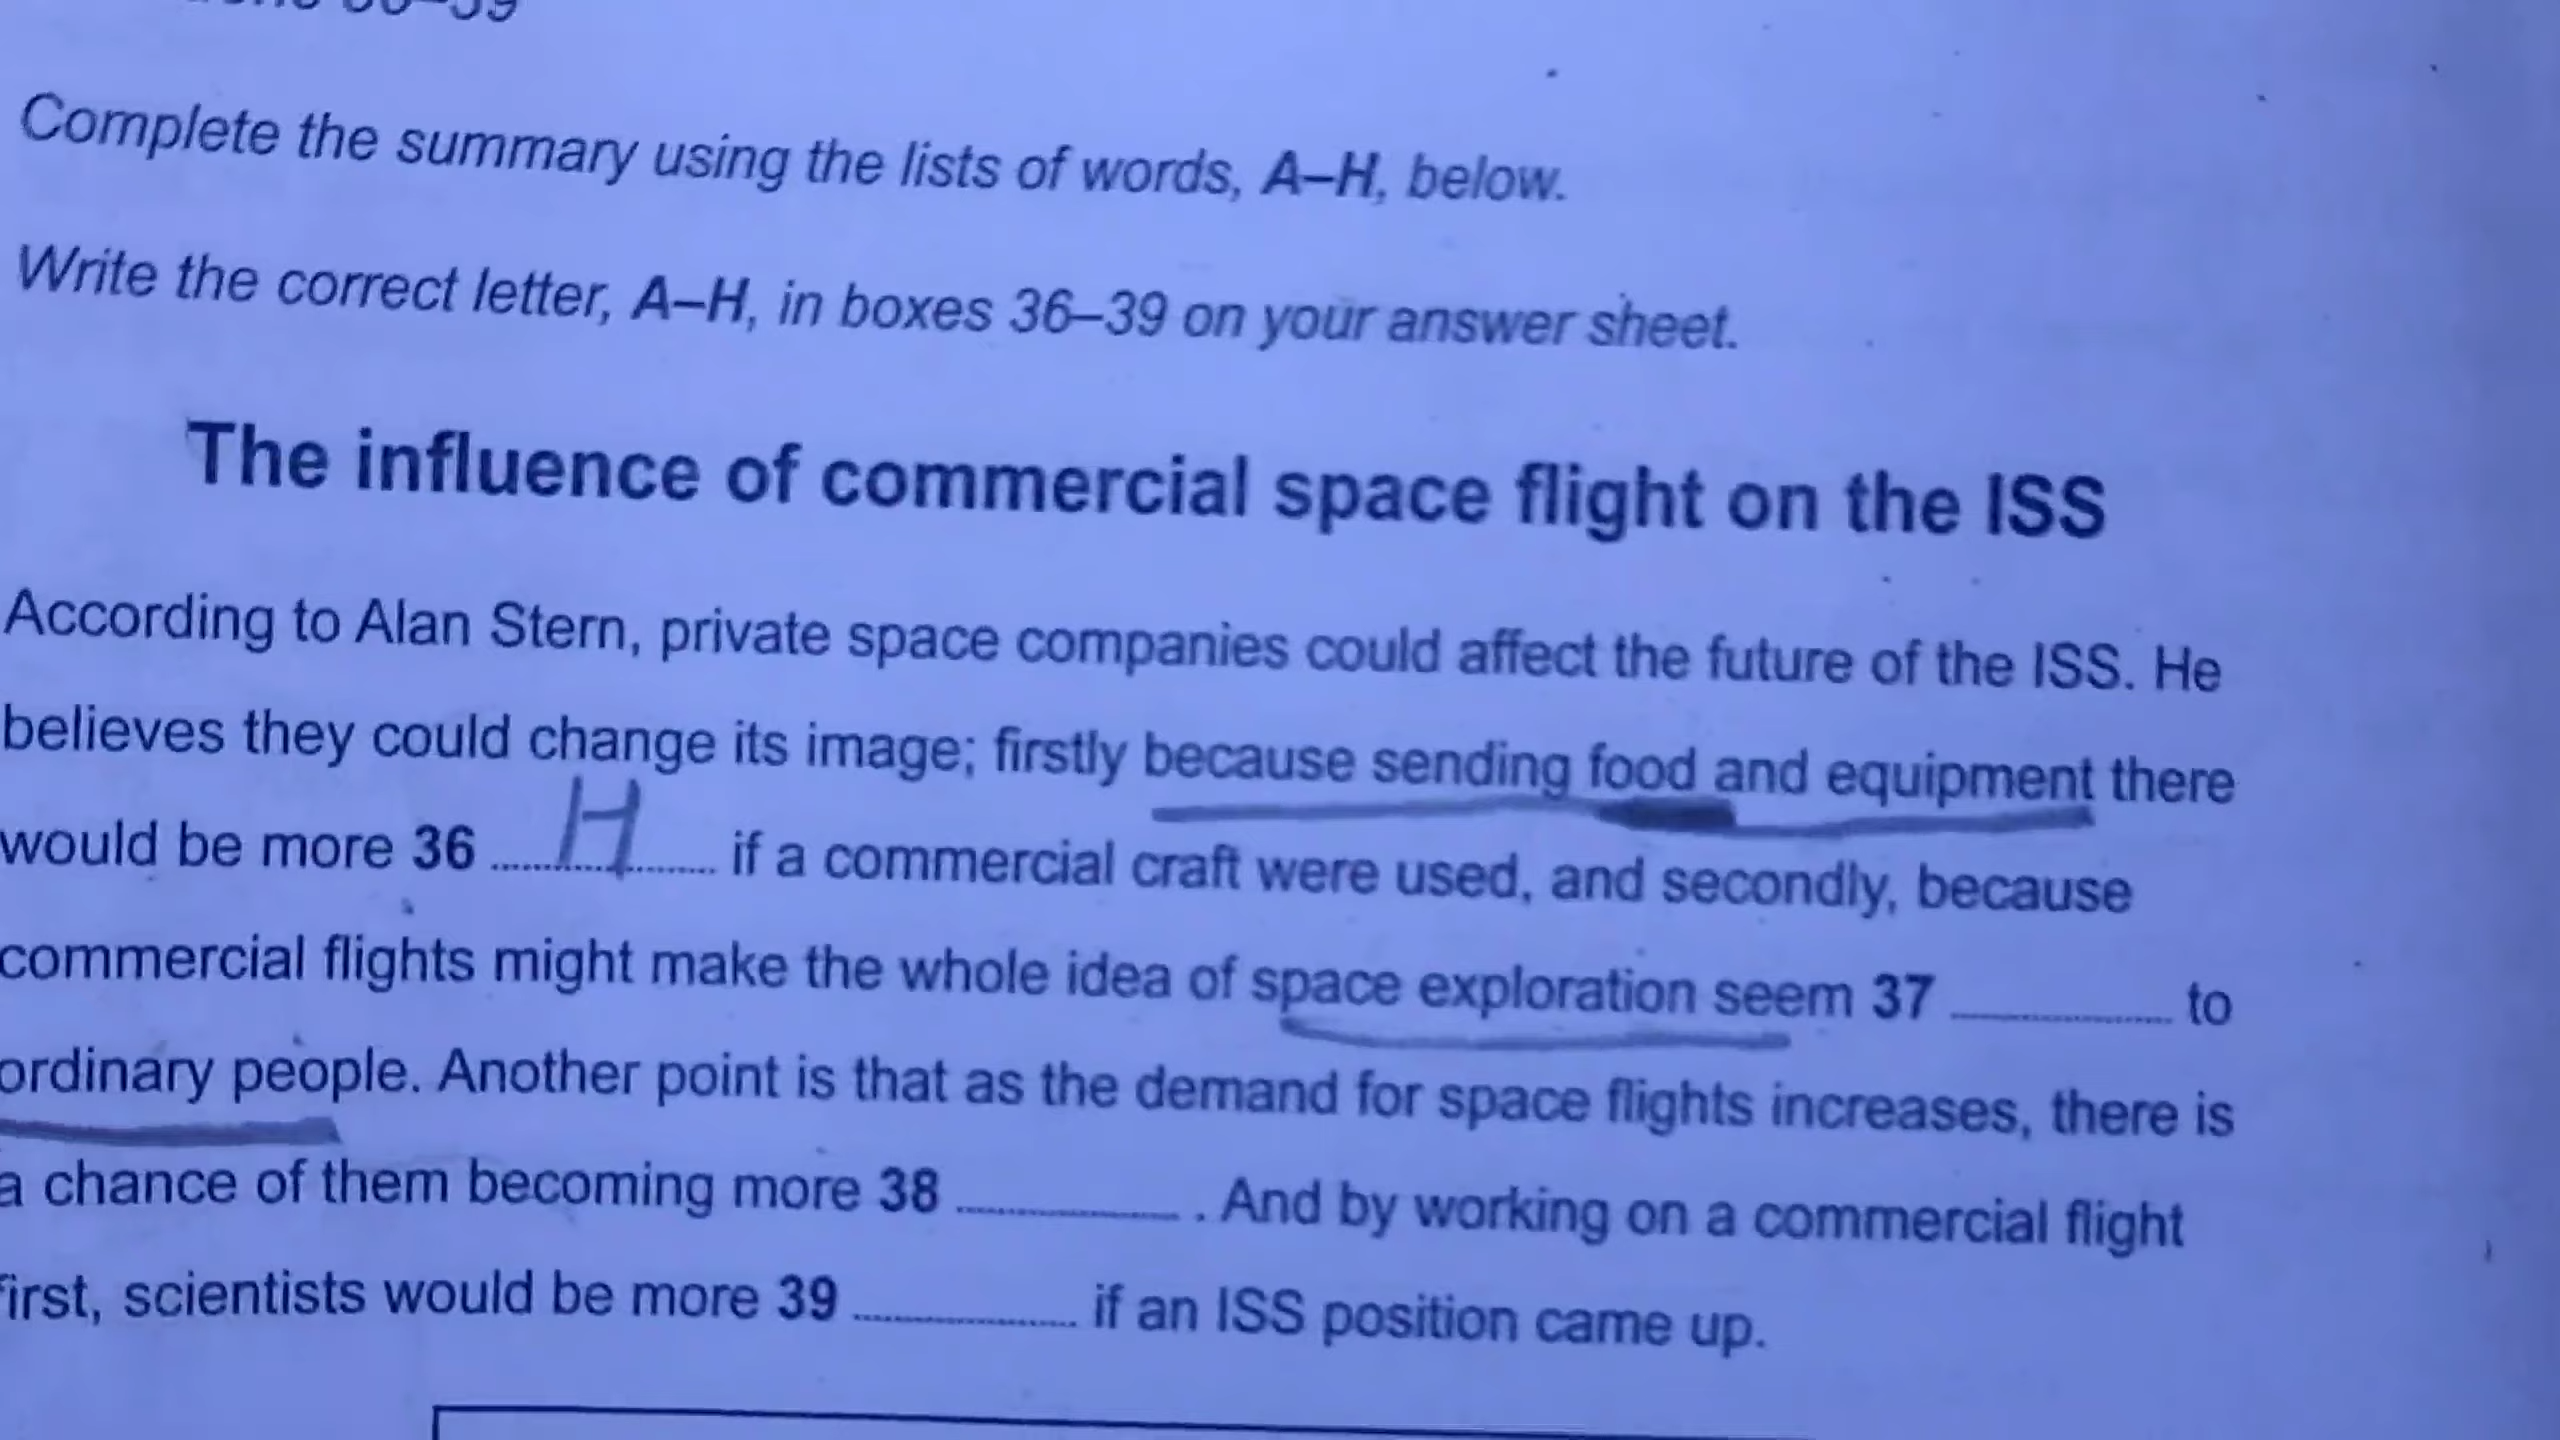 39
Complete the summary using the lists of words, A–H, below.
Write the correct letter, A–H, in boxes 36–39 on your answer sheet.
The influence of commercial space flight on the ISS
According to Alan Stern, private space companies could affect the future of the ISS. He
believes they could change its image; firstly because sending food and equipment there
would be more 36 ........ H ........ if a commercial craft were used, and secondly, because
commercial flights might make the whole idea of space exploration seem 37 ................ to
ordinary people. Another point is that as the demand for space flights increases, there is
a chance of them becoming more 38 ................ . And by working on a commercial flight
first, scientists would be more 39 ................ if an ISS position came up.